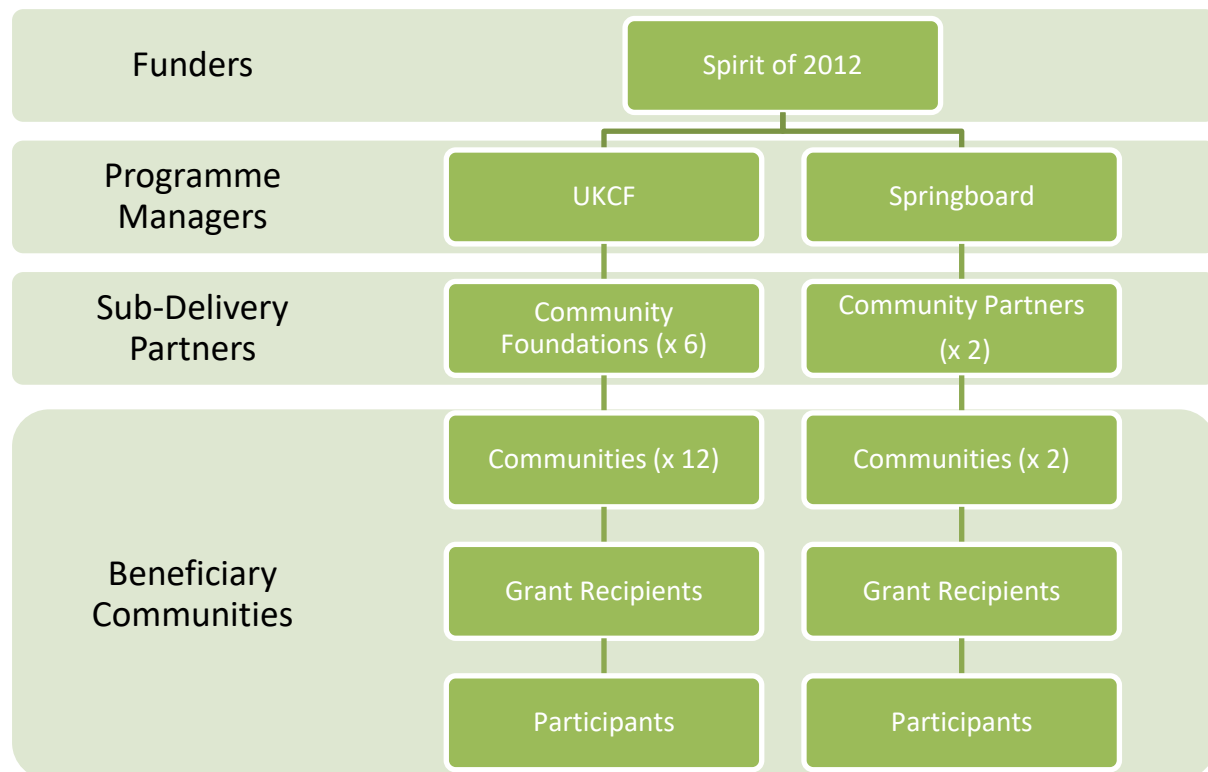 Funders
Spirit of 2012
Programme
Managers
UKCF
Springboard
Sub-Delivery
Partners
Community
Foundations (x 6)
Community Partners
(x 2)
Beneficiary
Communities
Communities (x 12)
Communities (x 2)
Grant Recipients
Grant Recipients
Participants
Participants